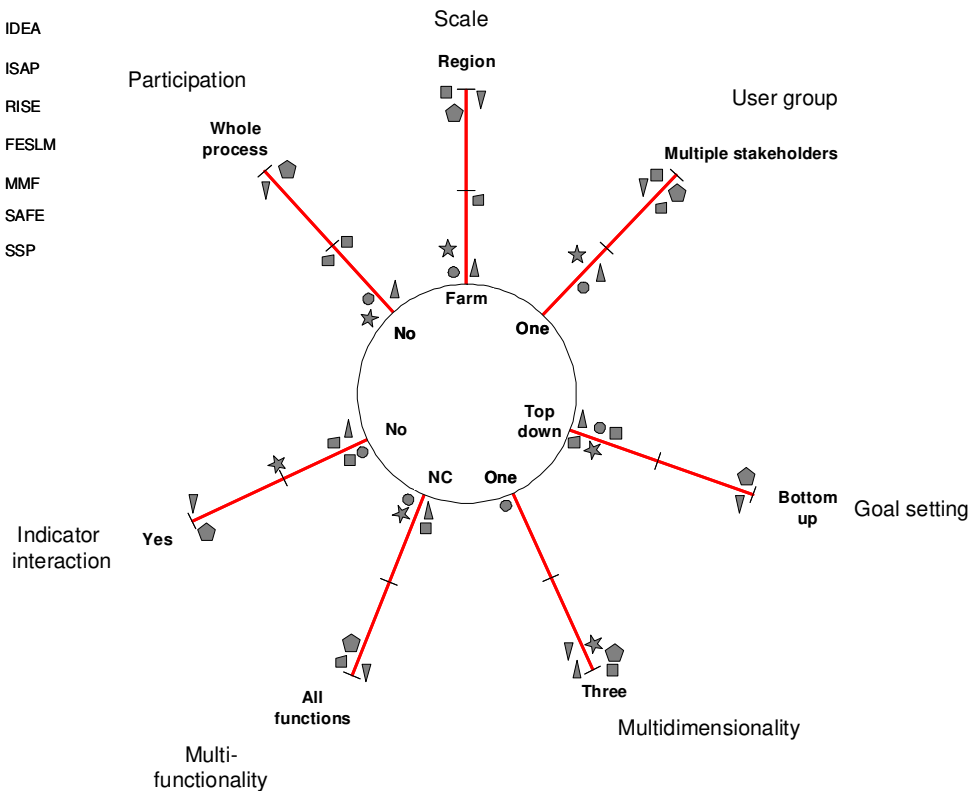 IDEA
ISAP
RISE
FESLM
MMF
SAFE
SSP
Scale
Region
Participation
Whole
process
User group
Multiple stakeholders
Farm
No
One
No
Top
down
NC
One
Bottom
up
Goal setting
Indicator
interaction
Yes
All
functions
Three
Multidimensionality
Multi-
functionality